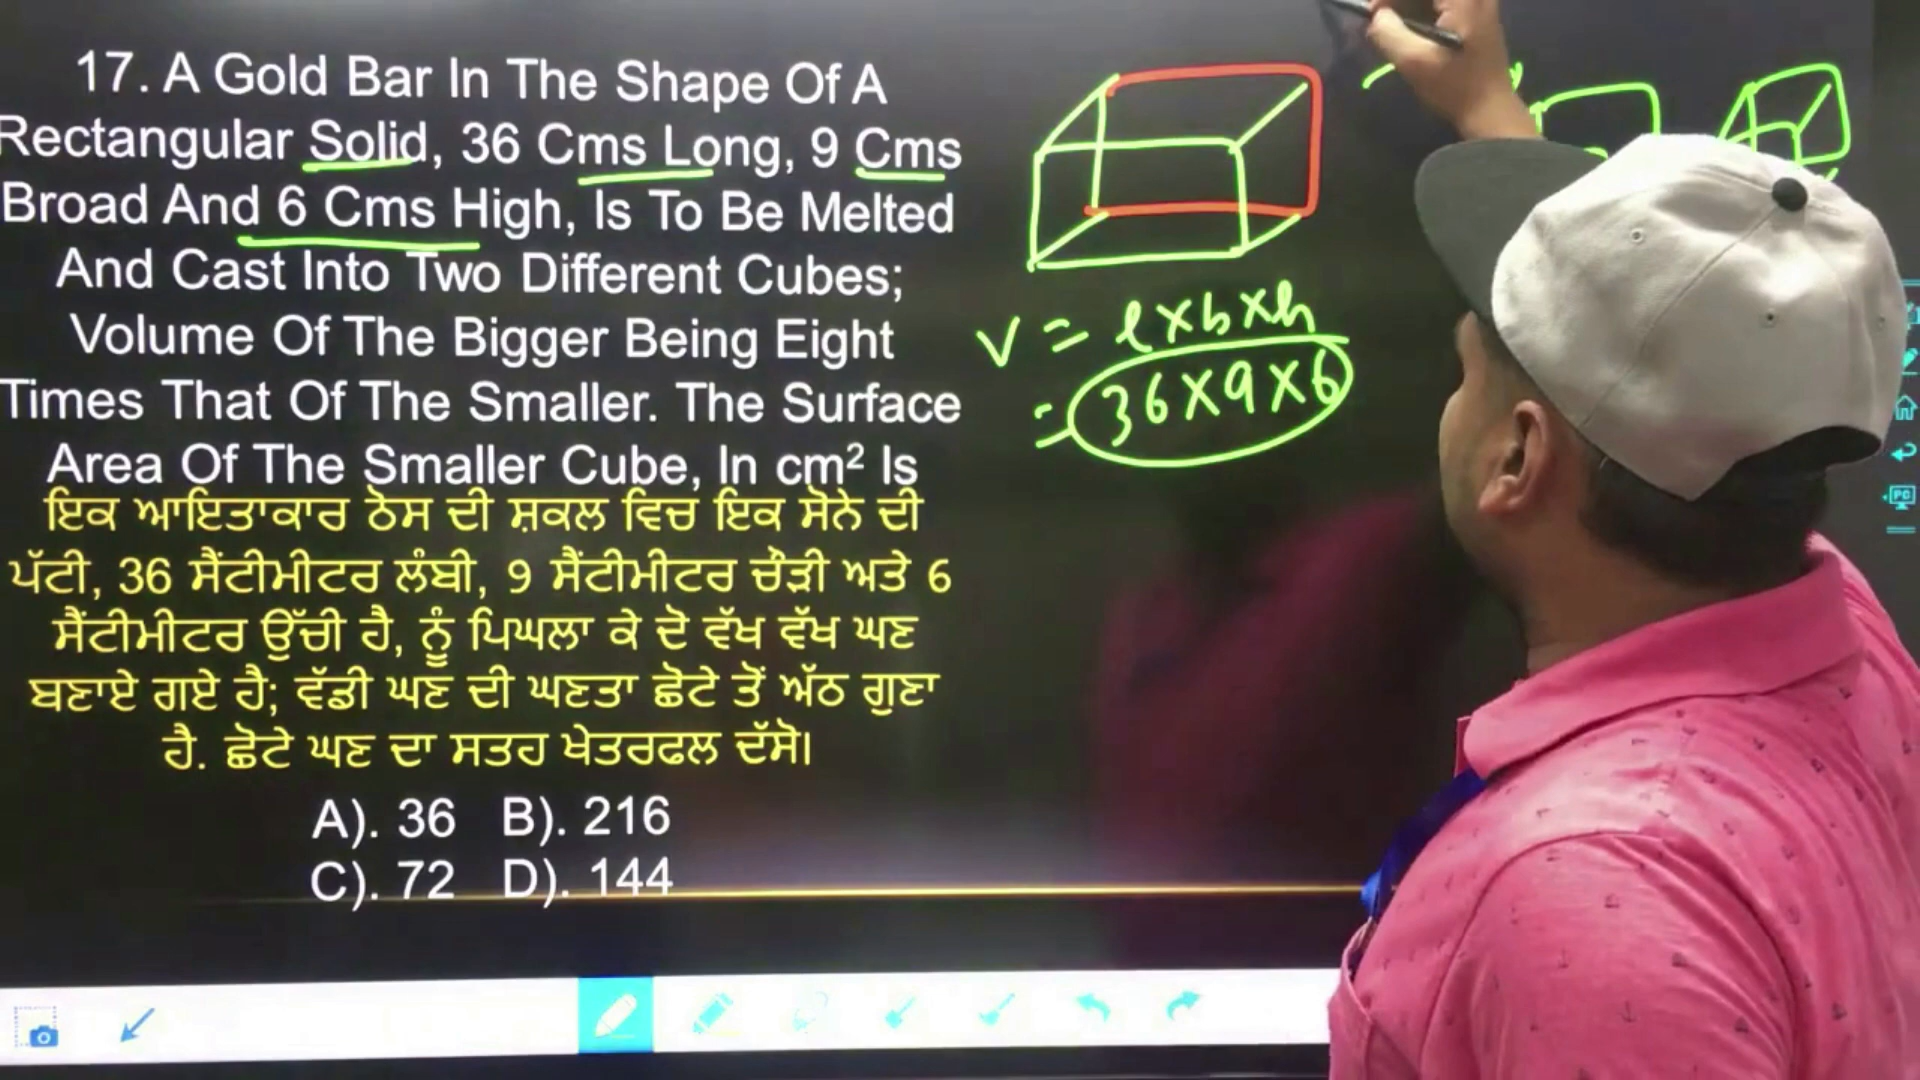 17. A Gold Bar In The Shape Of A
Rectangular Solid, 36 Cms Long, 9 Cms
Broad And 6 Cms High, Is To Be Melted
And Cast Into Two Different Cubes;
Volume Of The Bigger Being Eight
Times That Of The Smaller. The Surface
Area Of The Smaller Cube, In cm² Is
ਇਕ ਆਇਤਾਕਾਰ ਠੋਸ ਦੀ ਸ਼ਕਲ ਵਿਚ ਇਕ ਸੋਨੇ ਦੀ
ਪੱਟੀ, 36 ਸੈਂਟੀਮੀਟਰ ਲੰਬੀ, 9 ਸੈਂਟੀਮੀਟਰ ਚੌੜੀ ਅਤੇ 6
ਸੈਂਟੀਮੀਟਰ ਉੱਚੀ ਹੈ, ਨੂੰ ਪਿਘਲਾ ਕੇ ਦੋ ਵੱਖ ਵੱਖ ਘਣ
ਬਣਾਏ ਗਏ ਹੈ; ਵੱਡੀ ਘਣ ਦੀ ਘਣਤਾ ਛੋਟੇ ਤੋਂ ਅੱਠ ਗੁਣਾ
ਹੈ. ਛੋਟੇ ਘਣ ਦਾ ਸਤਹ ਖੇਤਰਫਲ ਦੱਸੋ।
A). 36 B). 216
C). 72 D). 144
V = l×b×h
= 36×9×6
PC